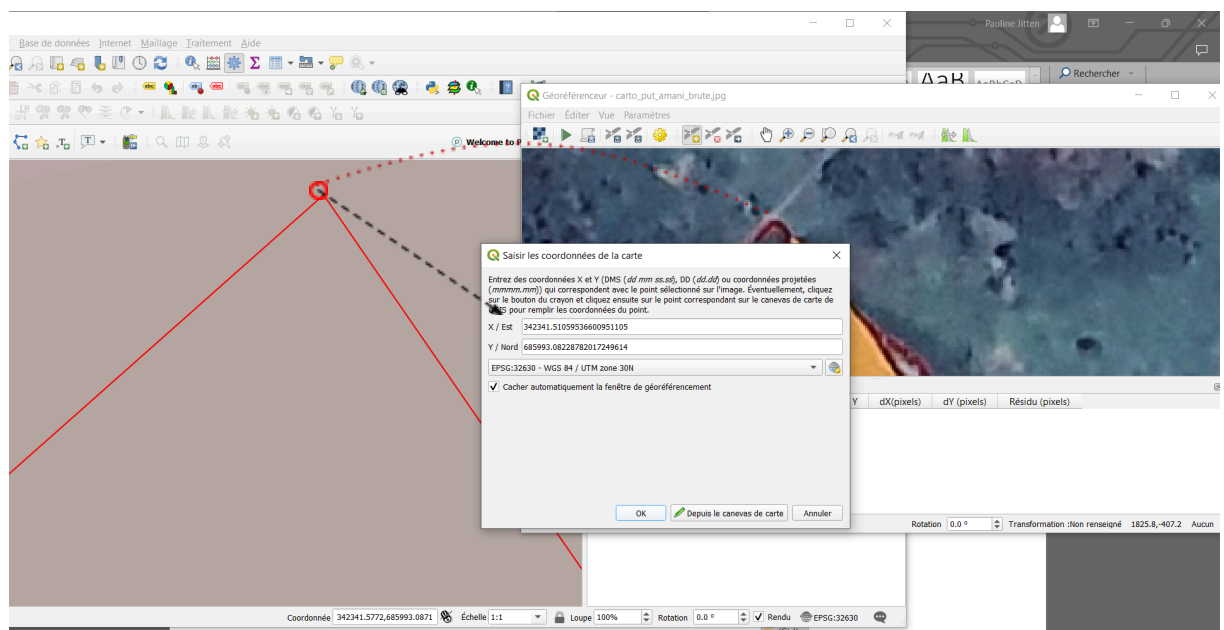 Pauline Jitten
Base de données Internet Maillage Traitement Aide
Rechercher
Géoréférenceur - carto_put_amani_brute.jpg
Fichier Éditer Vue Paramètres
Welcome to P
Saisir les coordonnées de la carte
Entrez des coordonnées X et Y (DMS (dd mm ss.ss), DD (dd.dd) ou coordonnées projetées
(mmmm.mm)) qui correspondent avec le point sélectionné sur l'image. Éventuellement, cliquez
sur le bouton du crayon et cliquez ensuite sur le point correspondant sur le canevas de carte de
pour remplir les coordonnées du point.
X / Est 342341.51059536600951105
Y / Nord 685993.08228782017249614
EPSG:32630 - WGS 84 / UTM zone 30N
Cacher automatiquement la fenêtre de géoréférencement
Y dX(pixels) dY (pixels) Résidu (pixels)
OK Depuis le canevas de carte Annuler
Rotation 0.0 ° Transformation :Non renseigné 1825.8,-407.2 Aucun
Coordonnée 342341.5772,685993.0871 Échelle 1:1 Loupe 100% Rotation 0.0 ° Rendu EPSG:32630